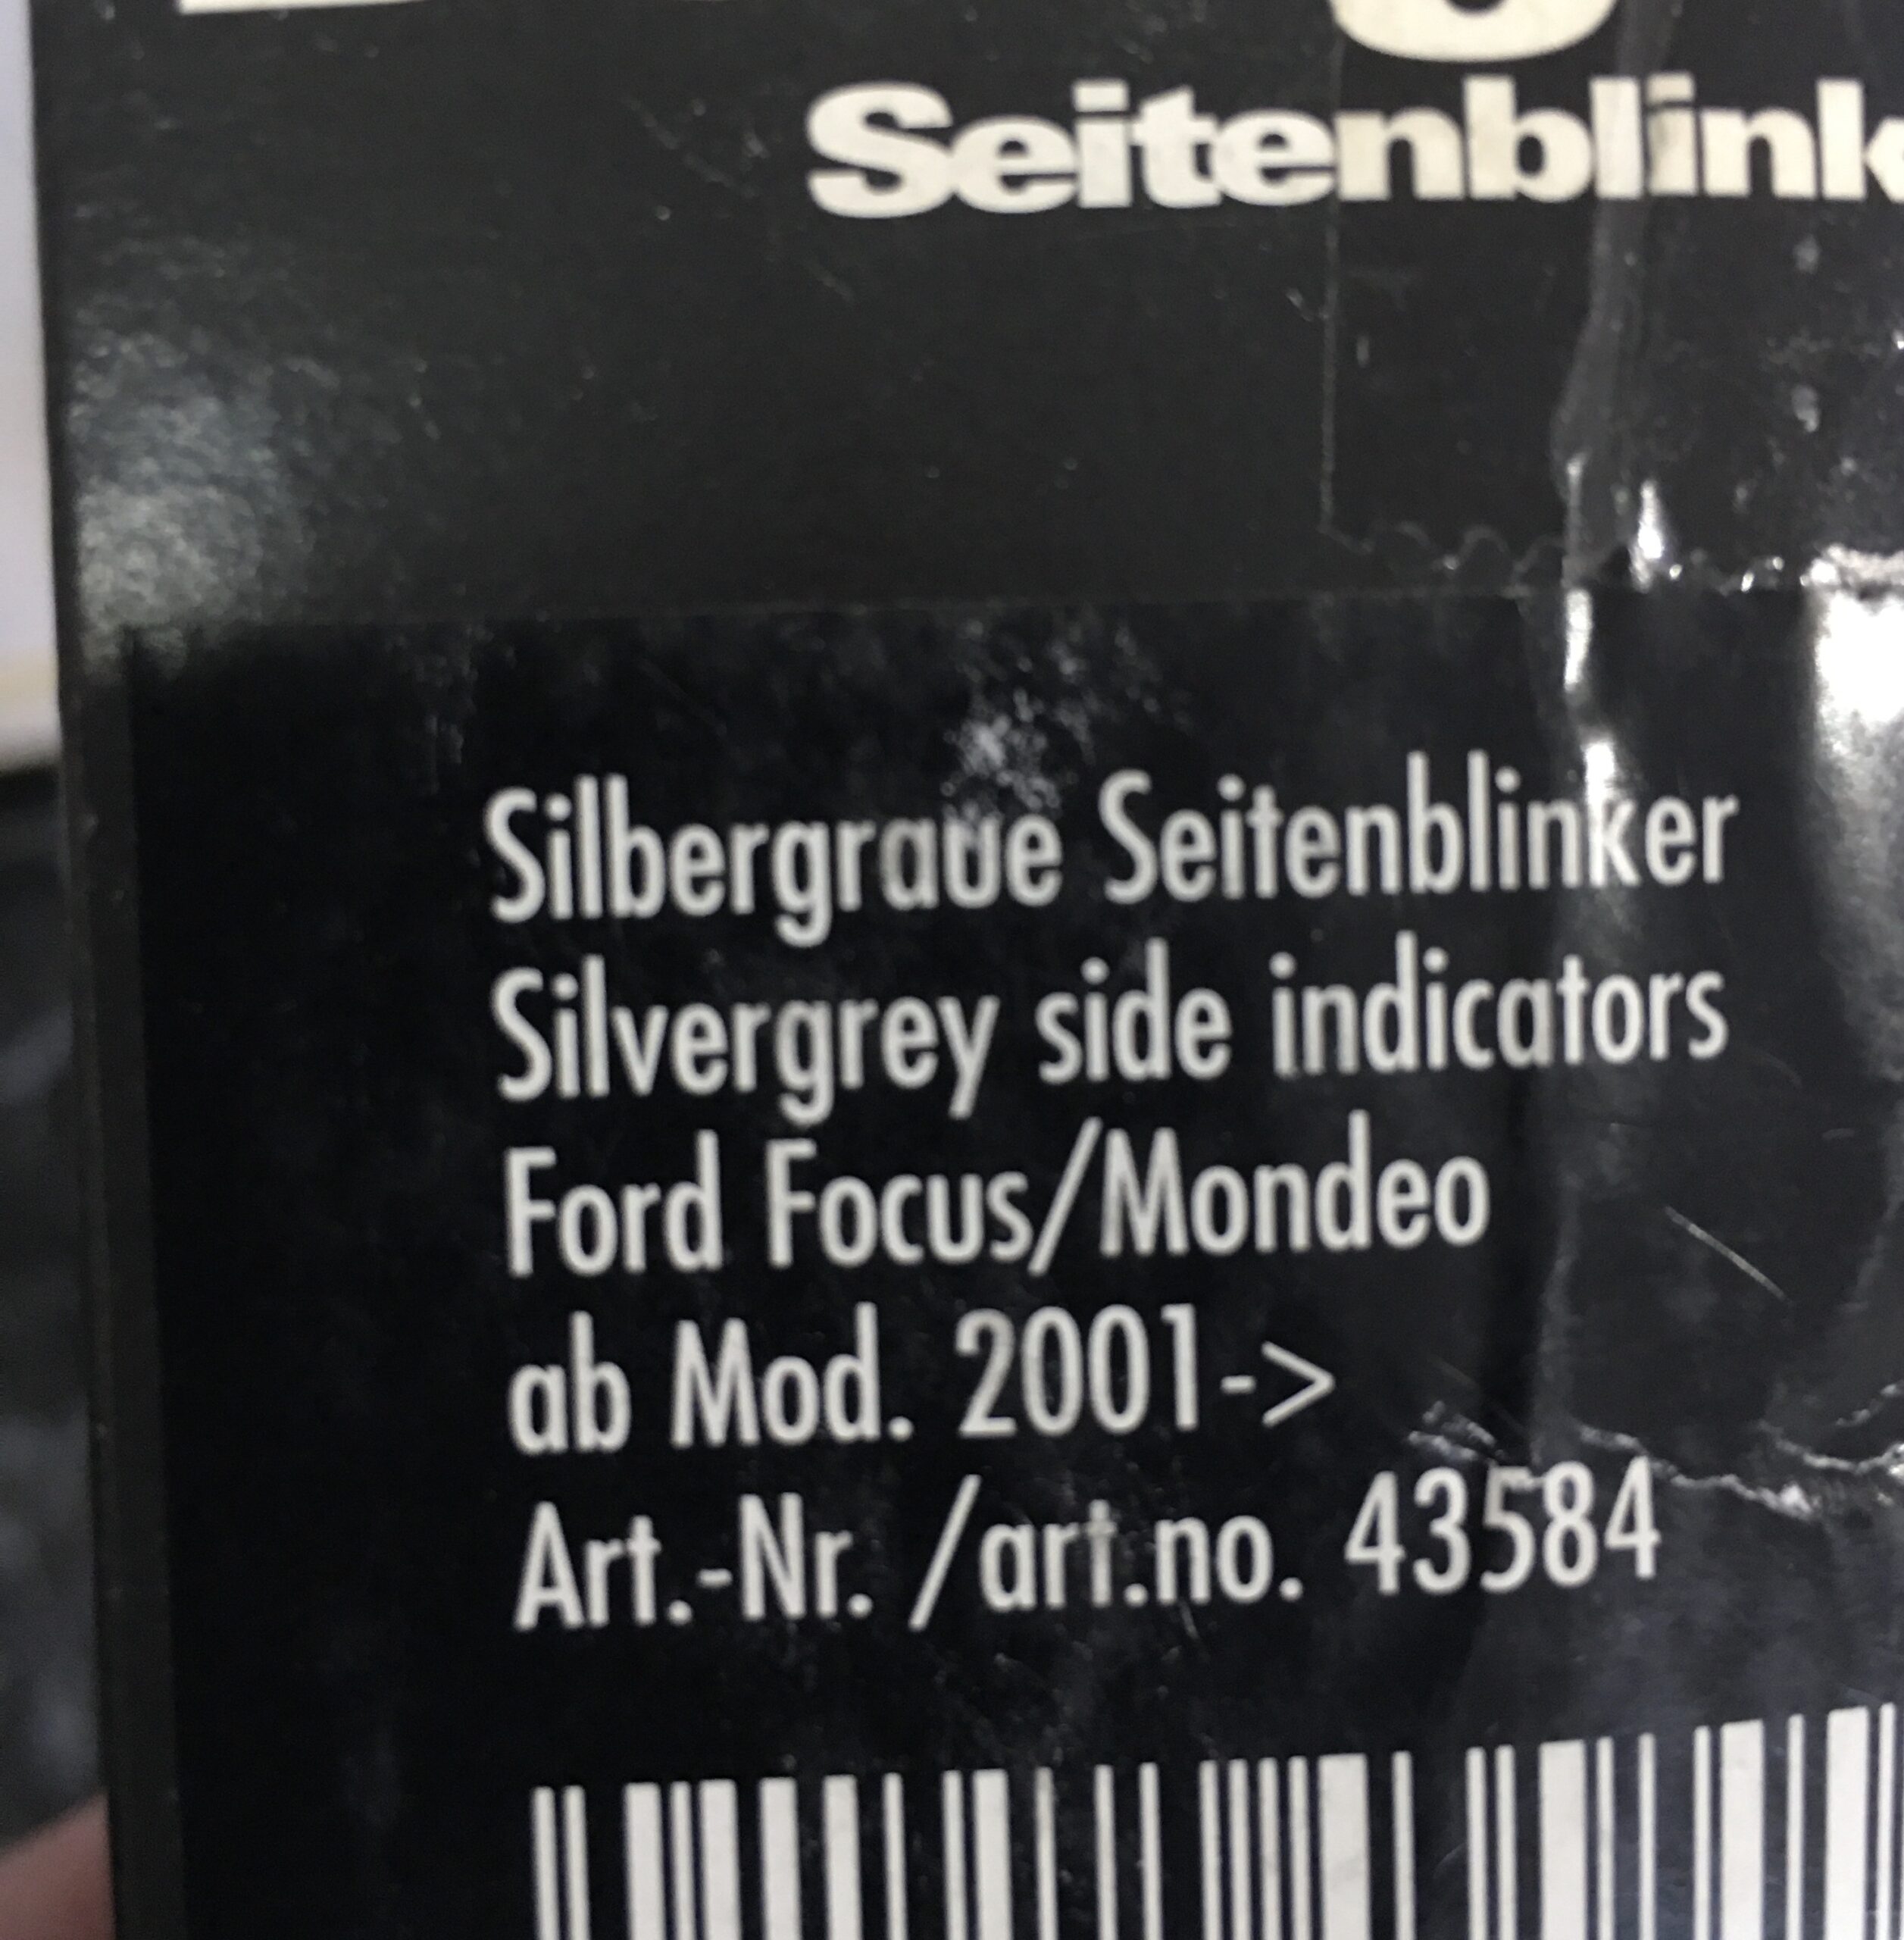 Seitenblink
Silbergraue Seitenblinker
Silvergrey side indicators
Ford Focus/Mondeo
ab Mod. 2001->
Art.-Nr. /art.no. 43584